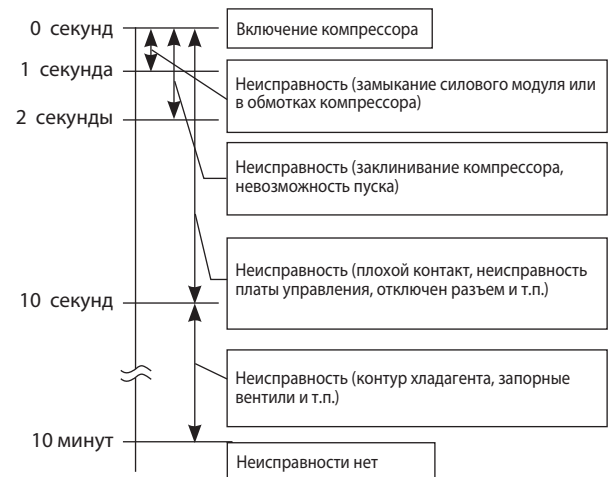 0 секунд
Включение компрессора
1 секунда
Неисправность (замыкание силового модуля или
в обмотках компрессора)
2 секунды
Неисправность (заклинивание компрессора,
невозможность пуска)
Неисправность (плохой контакт, неисправность
платы управления, отключен разъем и т.п.)
10 секунд
Неисправность (контур хладагента, запорные
вентили и т.п.)
10 минут
Неисправности нет